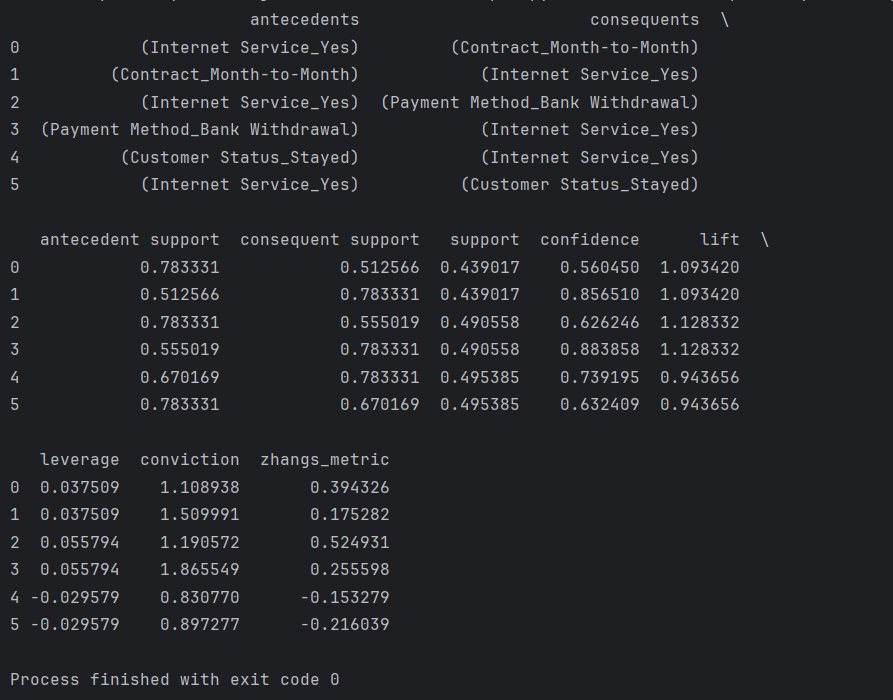 antecedents consequents \
0 (Internet Service_Yes) (Contract_Month-to-Month)
1 (Contract_Month-to-Month) (Internet Service_Yes)
2 (Internet Service_Yes) (Payment Method_Bank Withdrawal)
3 (Payment Method_Bank Withdrawal) (Internet Service_Yes)
4 (Customer Status_Stayed) (Internet Service_Yes)
5 (Internet Service_Yes) (Customer Status_Stayed)
antecedent support consequent support support confidence lift \
0 0.783331 0.512566 0.439017 0.560450 1.093420
1 0.512566 0.783331 0.439017 0.856510 1.093420
2 0.783331 0.555019 0.490558 0.626246 1.128332
3 0.555019 0.783331 0.490558 0.883858 1.128332
4 0.670169 0.783331 0.495385 0.739195 0.943656
5 0.783331 0.670169 0.495385 0.632409 0.943656
leverage conviction zhangs_metric
0 0.037509 1.108938 0.394326
1 0.037509 1.509991 0.175282
2 0.055794 1.190572 0.524931
3 0.055794 1.865549 0.255598
4 -0.029579 0.830770 -0.153279
5 -0.029579 0.897277 -0.216039
Process finished with exit code 0